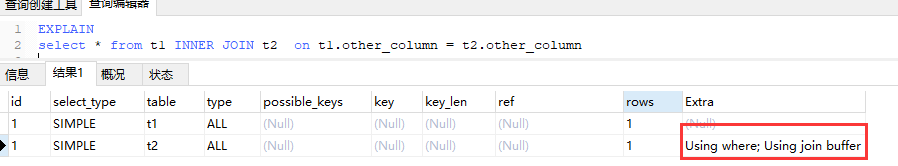 查询创建工具 查询编辑器
1 EXPLAIN
2 select * from t1 INNER JOIN t2 on t1.other_column = t2.other_column
信息 结果1 概况 状态
id select_type table type possible_keys key key_len ref rows Extra
1 SIMPLE t1 ALL (Null) (Null) (Null) (Null) 1 (Null)
1 SIMPLE t2 ALL (Null) (Null) (Null) (Null) 1 Using where; Using join buffer